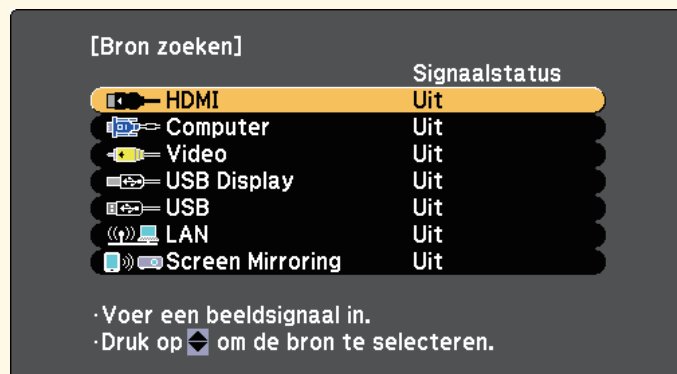 [Bron zoeken]
Signaalstatus
HDMI Uit
Computer Uit
Video Uit
USB Display Uit
USB Uit
LAN Uit
Screen Mirroring Uit
·Voer een beeldsignaal in.
·Druk op om de bron te selecteren.